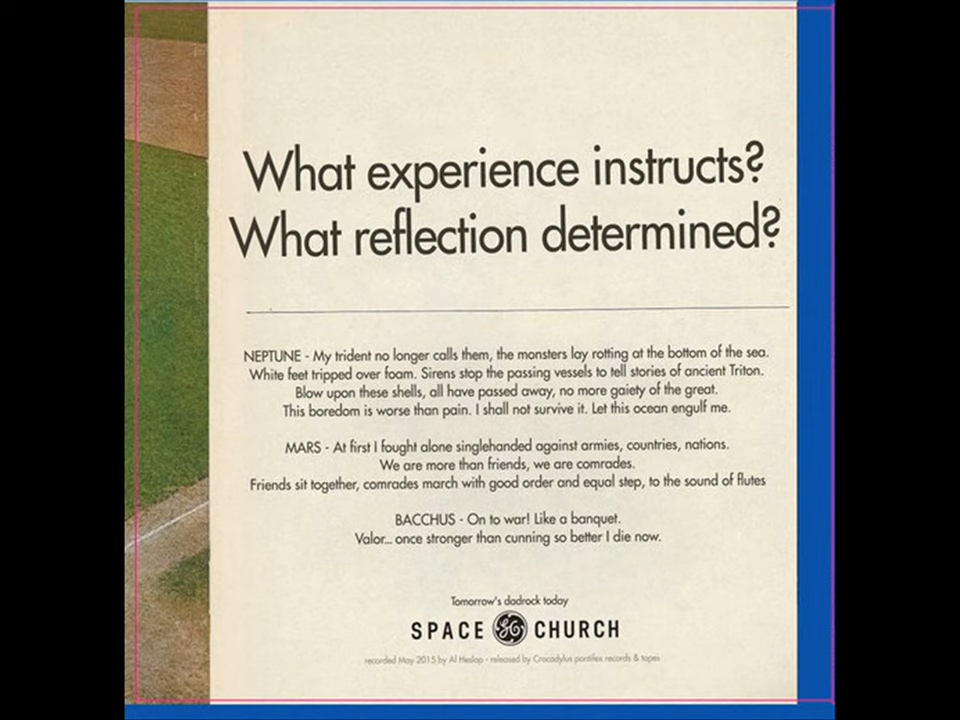 What experience instructs?
What reflection determined?
NEPTUNE - My trident no longer calls them, the monsters lay rotting at the bottom of the sea.
White feet tripped over foam. Sirens stop the passing vessels to tell stories of ancient Triton.
Blow upon these shells, all have passed away, no more gaiety of the great.
This boredom is worse than pain. I shall not survive it. Let this ocean engulf me.
MARS - At first I fought alone singlehanded against armies, countries, nations.
We are more than friends, we are comrades.
Friends sit together, comrades march with good order and equal step, to the sound of flutes
BACCHUS - On to war! Like a banquet.
Valor... once stronger than cunning so better I die now.
Tomorrow's dadrock today
SPACE GE CHURCH
recorded May 2015 by Al Heslop - released by Crocodylus pontifex records & tapes